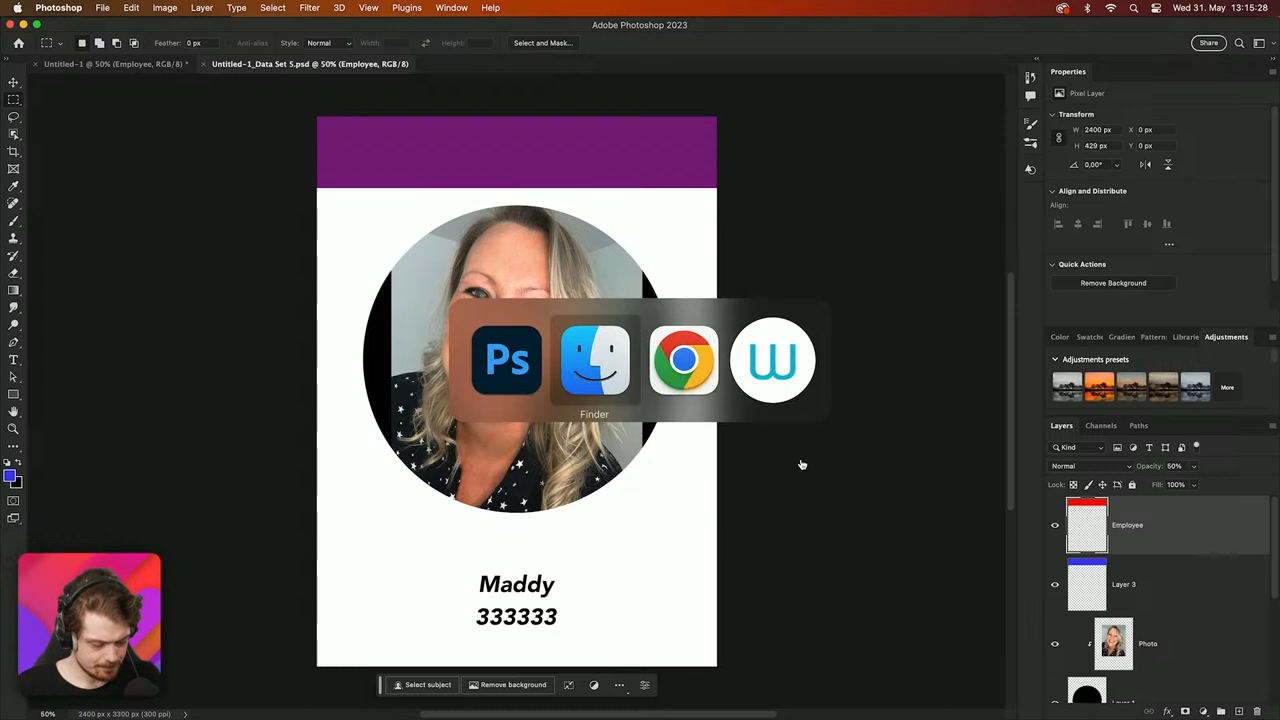 Photoshop File Edit Image Layer Type Select Filter 3D View Plugins Window Help Wed 31. May 13:15:28
Adobe Photoshop 2023
Feather: 0 px Anti-alias Style: Normal Width: Height: Select and Mask... Share
Untitled-1 @ 50% (Employee, RGB/8) * Untitled-1_Data Set 5.psd @ 50% (Employee, RGB/8)
Properties
Pixel Layer
Transform
W 2400 px X 0 px
H 429 px Y 0 px
0,00°
Align and Distribute
Align:
Quick Actions
Remove Background
Ps
W
Finder
Color Swatche Gradien Pattern: Librarie Adjustments
Adjustments presets
More
Layers Channels Paths
Kind
Normal Opacity: 50%
Lock: Fill: 100%
Employee
Layer 3
Photo
Maddy
333333
Select subject Remove background
50% 2400 px x 3300 px (300 ppi)